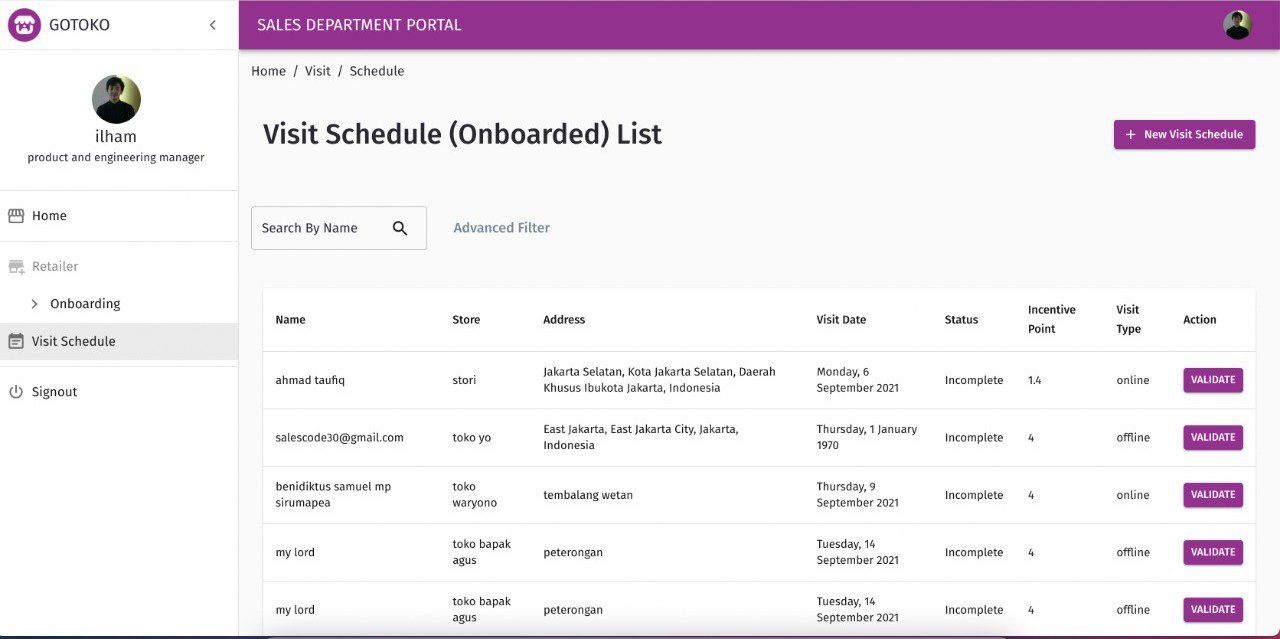 GOTOKO
SALES DEPARTMENT PORTAL
ilham
product and engineering manager
Home
Retailer
Onboarding
Visit Schedule
Signout
Home / Visit / Schedule
Visit Schedule (Onboarded) List
+ New Visit Schedule
Search By Name
Advanced Filter
Name Store Address Visit Date Status Incentive Point Visit Type Action
ahmad taufiq stori Jakarta Selatan, Kota Jakarta Selatan, Daerah Khusus Ibukota Jakarta, Indonesia Monday, 6 September 2021 Incomplete 1.4 online VALIDATE
salescode30@gmail.com toko yo East Jakarta, East Jakarta City, Jakarta, Indonesia Thursday, 1 January 1970 Incomplete 4 offline VALIDATE
benidiktus samuel mp sirumapea toko waryono tembalang wetan Thursday, 9 September 2021 Incomplete 4 online VALIDATE
my lord toko bapak agus peterongan Tuesday, 14 September 2021 Incomplete 4 offline VALIDATE
my lord toko bapak agus peterongan Tuesday, 14 September 2021 Incomplete 4 offline VALIDATE